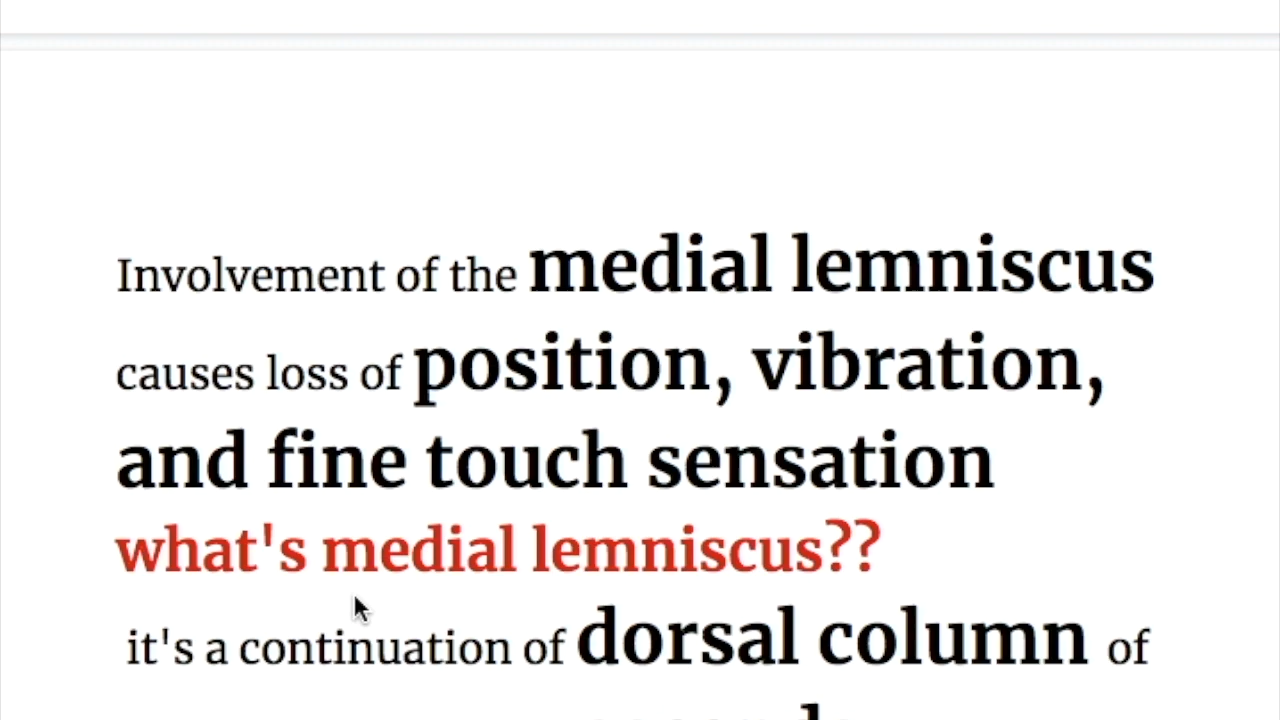 Involvement of the medial lemniscus
causes loss of position, vibration,
and fine touch sensation
what's medial lemniscus??
it's a continuation of dorsal column of